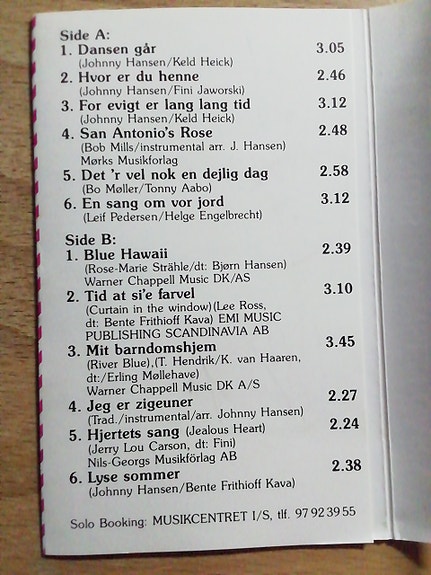 Side A:
1. Dansen går 3.05
(Johnny Hansen/Keld Heick)
2. Hvor er du henne 2.46
(Johnny Hansen/Fini Jaworski)
3. For evigt er lang lang tid 3.12
(Johnny Hansen/Keld Heick)
4. San Antonio's Rose 2.48
(Bob Mills/instrumental arr. J. Hansen)
Mørks Musikforlag
5. Det 'r vel nok en dejlig dag 2.58
(Bo Møller/Tonny Aabo)
6. En sang om vor jord 3.12
(Leif Pedersen/Helge Engelbrecht)
Side B:
1. Blue Hawaii 2.39
(Rose-Marie Strähle/dt: Bjørn Hansen)
Warner Chappell Music DK/AS
2. Tid at si'e farvel 3.10
(Curtain in the window)(Lee Ross,
dt: Bente Frithioff Kava) EMI MUSIC
PUBLISHING SCANDINAVIA AB
3. Mit barndomshjem 3.45
(River Blue),(T. Hendrik/K. van Haaren,
dt:/Erling Møllehave)
Warner Chappell Music DK A/S
4. Jeg er zigeuner 2.27
(Trad./instrumental/arr. Johnny Hansen)
5. Hjertets sang (Jealous Heart) 2.24
(Jerry Lou Carson, dt: Fini)
Nils-Georgs Musikförlag AB
6. Lyse sommer 2.38
(Johnny Hansen/Bente Frithioff Kava)
Solo Booking: MUSIKCENTRET I/S, tlf. 97 92 39 55